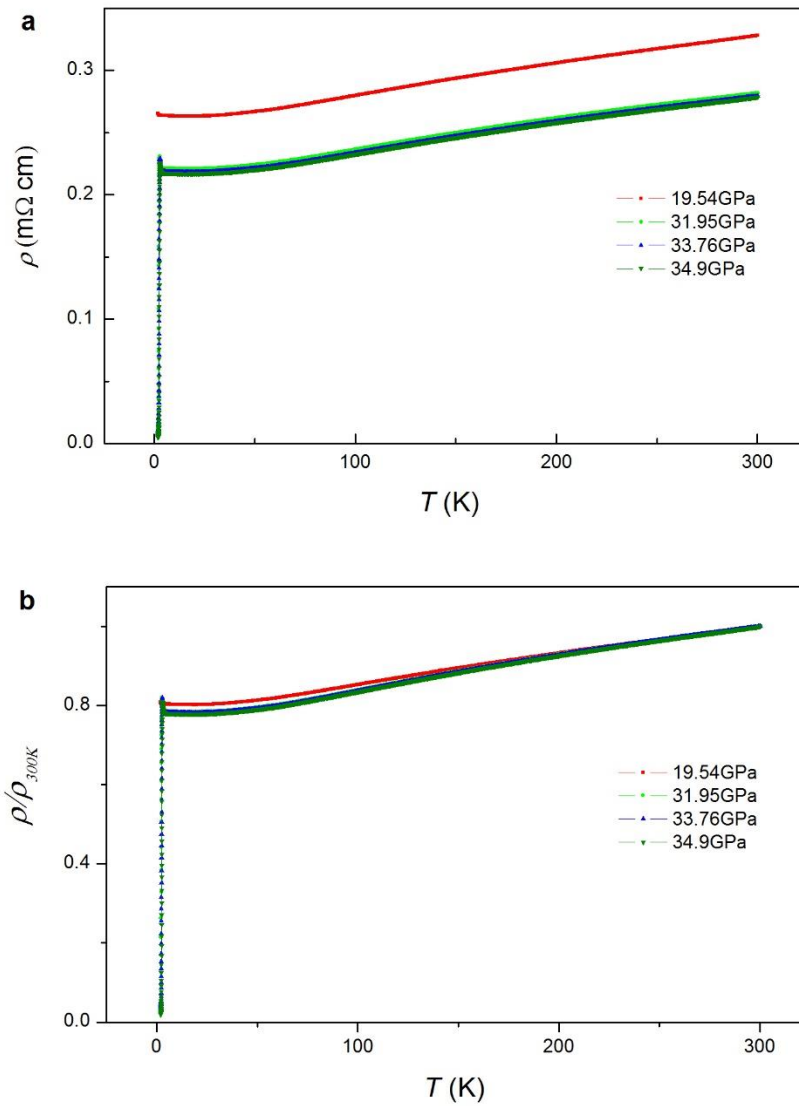 a
0.3
0.2
0.1
0.0
ρ (mΩ cm)
19.54GPa
31.95GPa
33.76GPa
34.9GPa
0 100 200 300
T (K)
b
0.8
0.4
0.0
ρ/ρ300K
19.54GPa
31.95GPa
33.76GPa
34.9GPa
0 100 200 300
T (K)